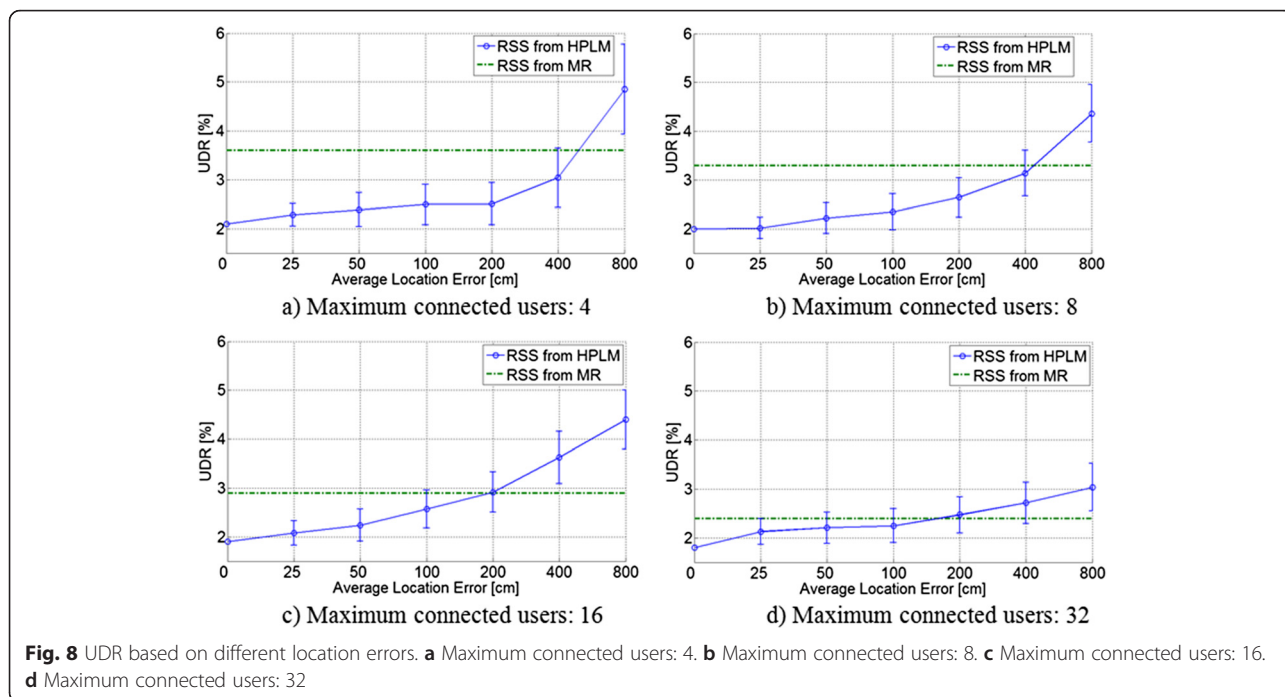 RSS from HPLM
RSS from MR
UDR [%]
6
5
4
3
2
0 25 50 100 200 400 800
Average Location Error [cm]
a) Maximum connected users: 4
RSS from HPLM
RSS from MR
UDR [%]
6
5
4
3
2
0 25 50 100 200 400 800
Average Location Error [cm]
b) Maximum connected users: 8
RSS from HPLM
RSS from MR
UDR [%]
6
5
4
3
2
0 25 50 100 200 400 800
Average Location Error [cm]
c) Maximum connected users: 16
RSS from HPLM
RSS from MR
UDR [%]
6
5
4
3
2
0 25 50 100 200 400 800
Average Location Error [cm]
d) Maximum connected users: 32
Fig. 8 UDR based on different location errors. a Maximum connected users: 4. b Maximum connected users: 8. c Maximum connected users: 16.
d Maximum connected users: 32